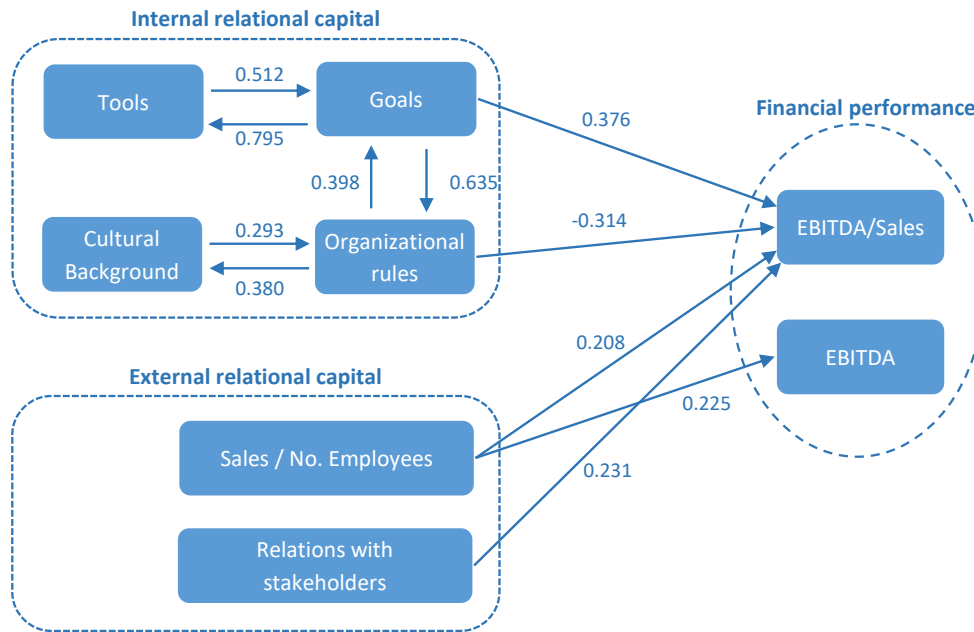 Internal relational capital
Tools
0.512
0.795
Goals
0.398
0.635
Cultural
Background
0.293
0.380
Organizational
rules
0.376
-0.314
Financial performance
EBITDA/Sales
EBITDA
External relational capital
Sales / No. Employees
Relations with
stakeholders
0.208
0.225
0.231